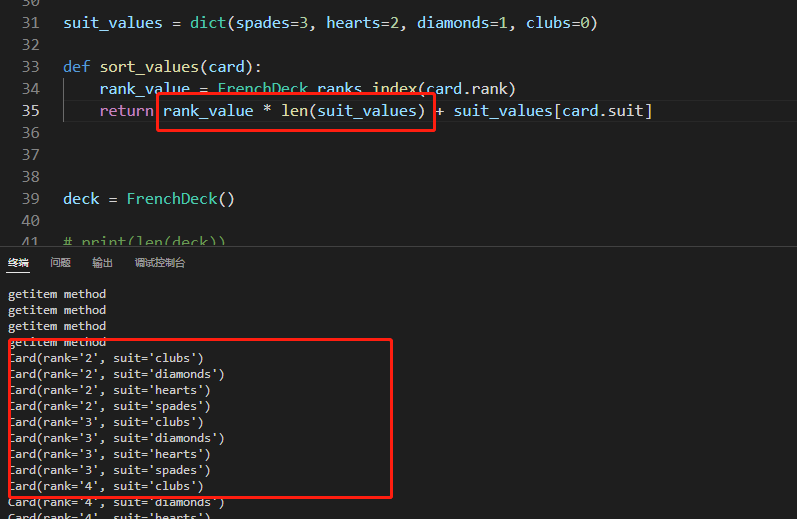 31 suit_values = dict(spades=3, hearts=2, diamonds=1, clubs=0)
32
33 def sort_values(card):
34 rank_value = FrenchDeck.ranks.index(card.rank)
35 return rank_value * len(suit_values) + suit_values[card.suit]
36
37
38
39 deck = FrenchDeck()
40
41 # print(len(deck))
终端 问题 输出 调试控制台
getitem method
getitem method
getitem method
getitem method
Card(rank='2', suit='clubs')
Card(rank='2', suit='diamonds')
Card(rank='2', suit='hearts')
Card(rank='2', suit='spades')
Card(rank='3', suit='clubs')
Card(rank='3', suit='diamonds')
Card(rank='3', suit='hearts')
Card(rank='3', suit='spades')
Card(rank='4', suit='clubs')
Card(rank='4', suit='diamonds')
Card(rank='4', suit='hearts')